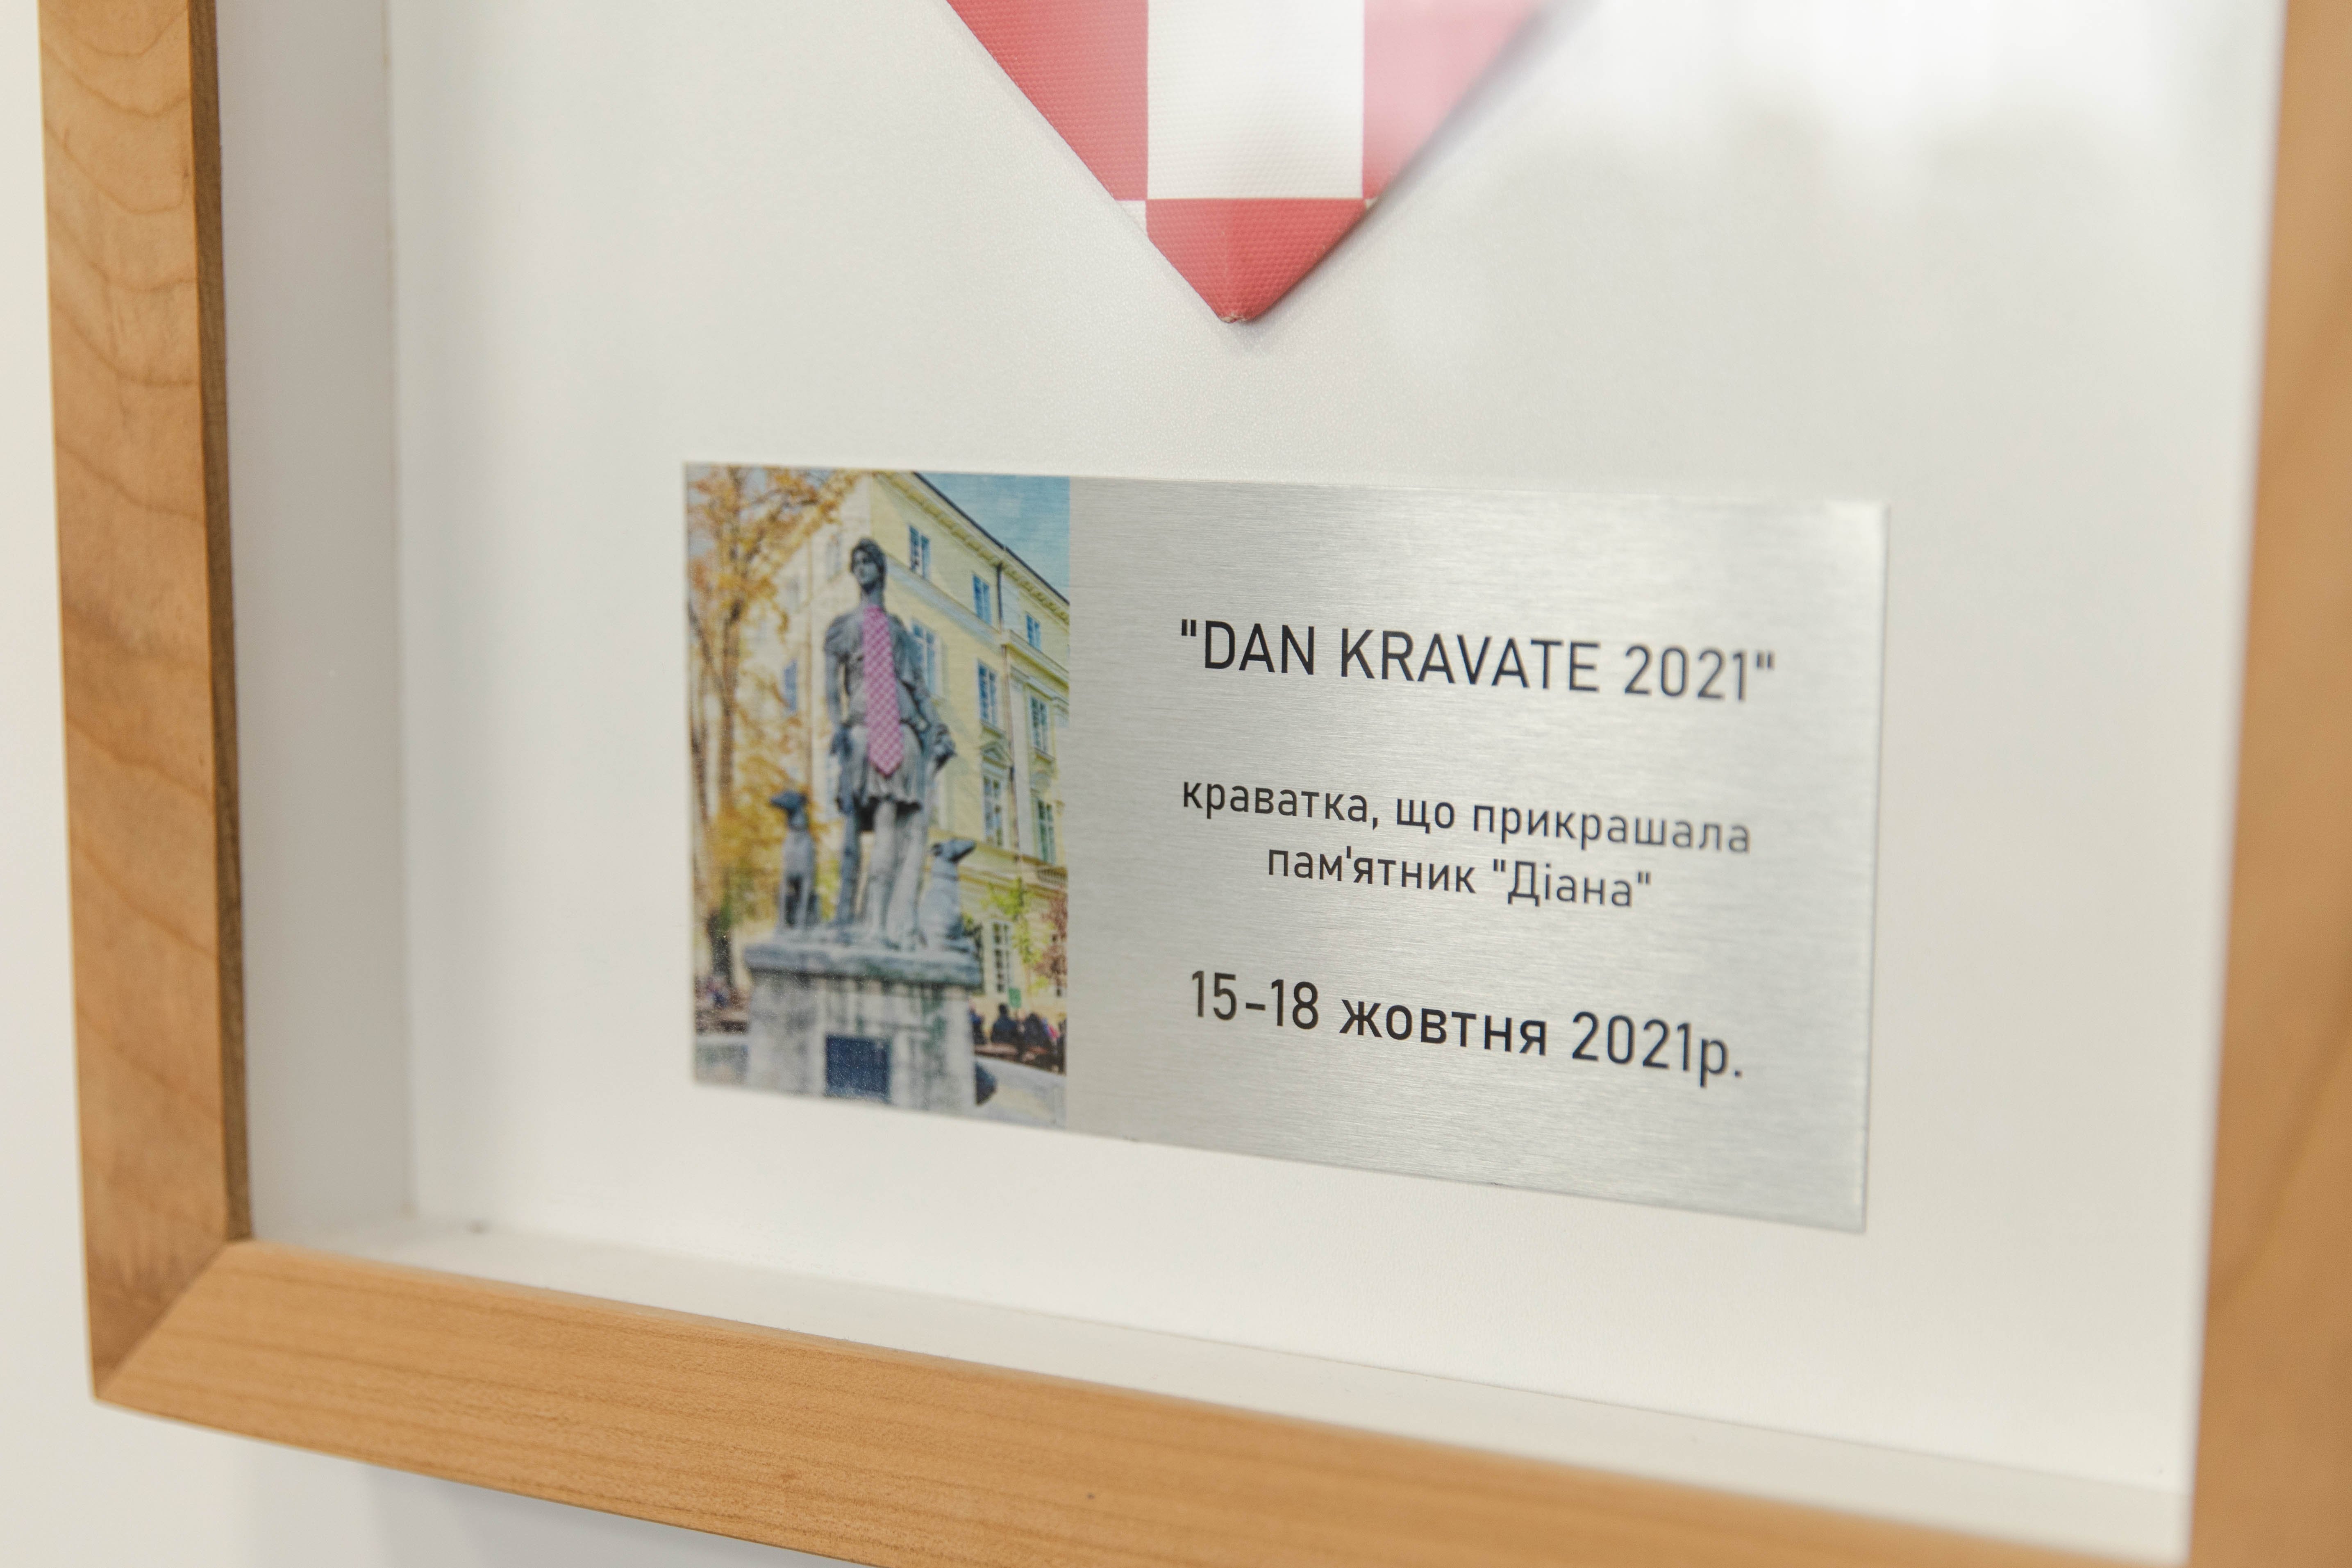 "DAN KRAVATE 2021"
краватка, що прикрашала
пам'ятник "Діана"
15-18 жовтня 2021р.